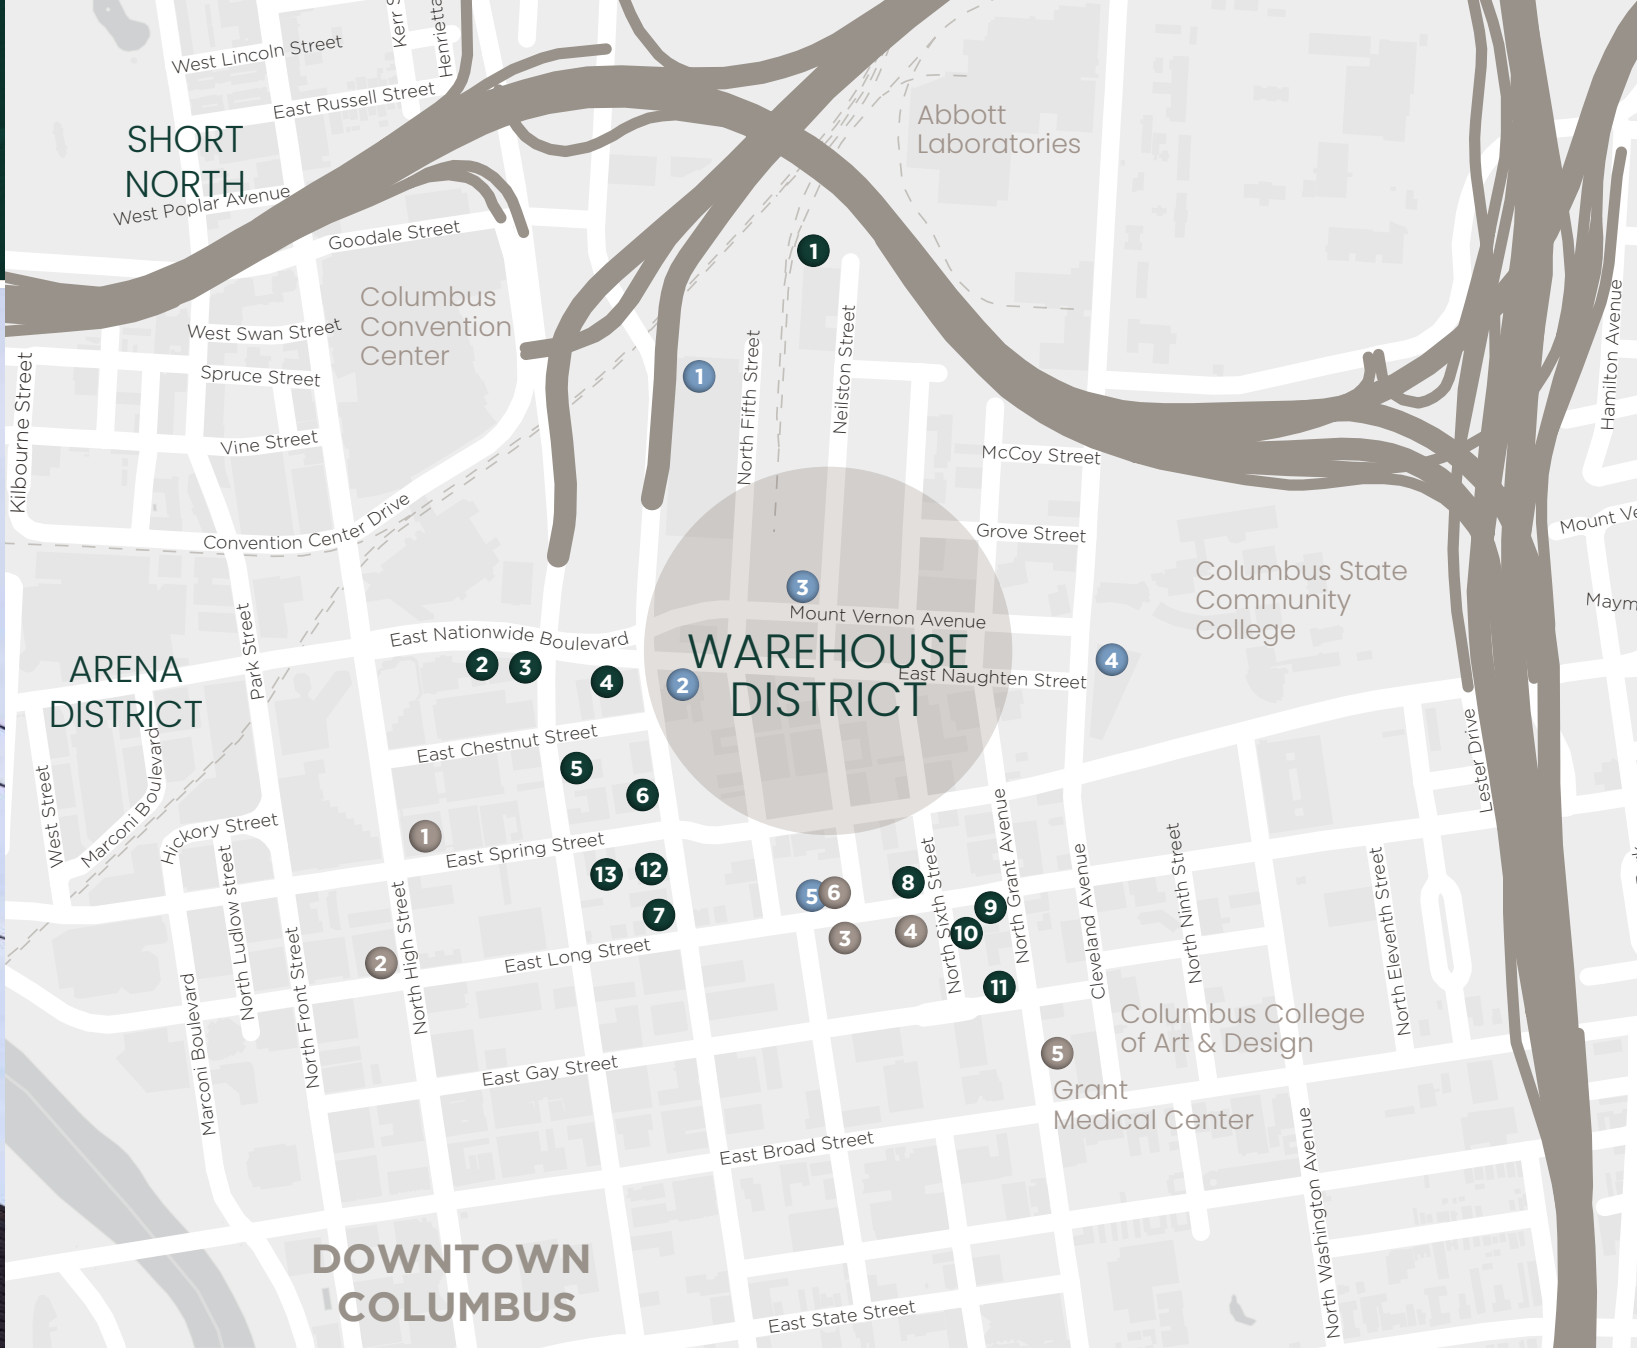 West Lincoln Street
East Russell Street
SHORT
NORTH
West Poplar Avenue
Goodale Street
Abbott
Laboratories
1
Columbus
Convention
Center
West Swan Street
Spruce Street
Vine Street
Kilbourne Street
Convention Center Drive
1
North Fifth Street
Neilston Street
McCoy Street
Grove Street
Hamilton Avenue
Columbus State
Community
College
3
Mount Vernon Avenue
WAREHOUSE
DISTRICT
East Naughten Street
4
2
East Nationwide Boulevard
2
3
4
Park Street
ARENA
DISTRICT
East Chestnut Street
5
6
West Street
Marconi Boulevard
Hickory Street
1
East Spring Street
13
12
7
5
6
3
4
8
9
10
11
North Sixth Street
North Grant Avenue
Cleveland Avenue
North Ninth Street
North Eleventh Street
Lester Drive
North Ludlow street
North Front Street
North High Street
2
East Long Street
Marconi Boulevard
Columbus College
of Art & Design
5
Grant
Medical Center
East Gay Street
East Broad Street
North Washington Avenue
DOWNTOWN
COLUMBUS
East State Street